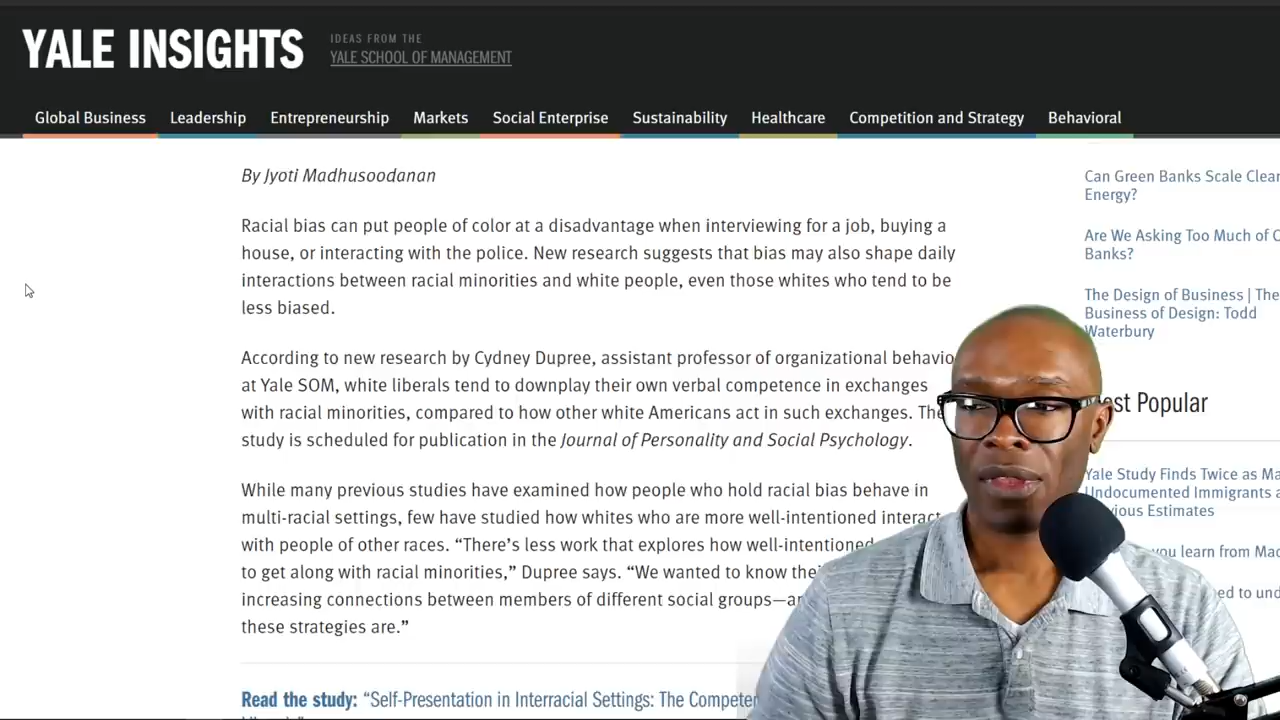 YALE INSIGHTS
IDEAS FROM THE
YALE SCHOOL OF MANAGEMENT
Global Business Leadership Entrepreneurship Markets Social Enterprise Sustainability Healthcare Competition and Strategy Behavioral
By Jyoti Madhusoodanan
Racial bias can put people of color at a disadvantage when interviewing for a job, buying a
house, or interacting with the police. New research suggests that bias may also shape daily
interactions between racial minorities and white people, even those whites who tend to be
less biased.
According to new research by Cydney Dupree, assistant professor of organizational behavio
at Yale SOM, white liberals tend to downplay their own verbal competence in exchanges
with racial minorities, compared to how other white Americans act in such exchanges. The
study is scheduled for publication in the Journal of Personality and Social Psychology.
While many previous studies have examined how people who hold racial bias behave in
multi-racial settings, few have studied how whites who are more well-intentioned interact
with people of other races. “There’s less work that explores how well-intentioned
to get along with racial minorities,” Dupree says. “We wanted to know
increasing connections between members of different social groups—
these strategies are.”
Read the study: “Self-Presentation in Interracial Settings: The
Can Green Banks Scale Clean
Energy?
Are We Asking Too Much of
Banks?
The Design of Business | The
Business of Design: Todd
Waterbury
Most Popular
Yale Study Finds Twice as
Undocumented Immigrants
Estimates
you learn from
to